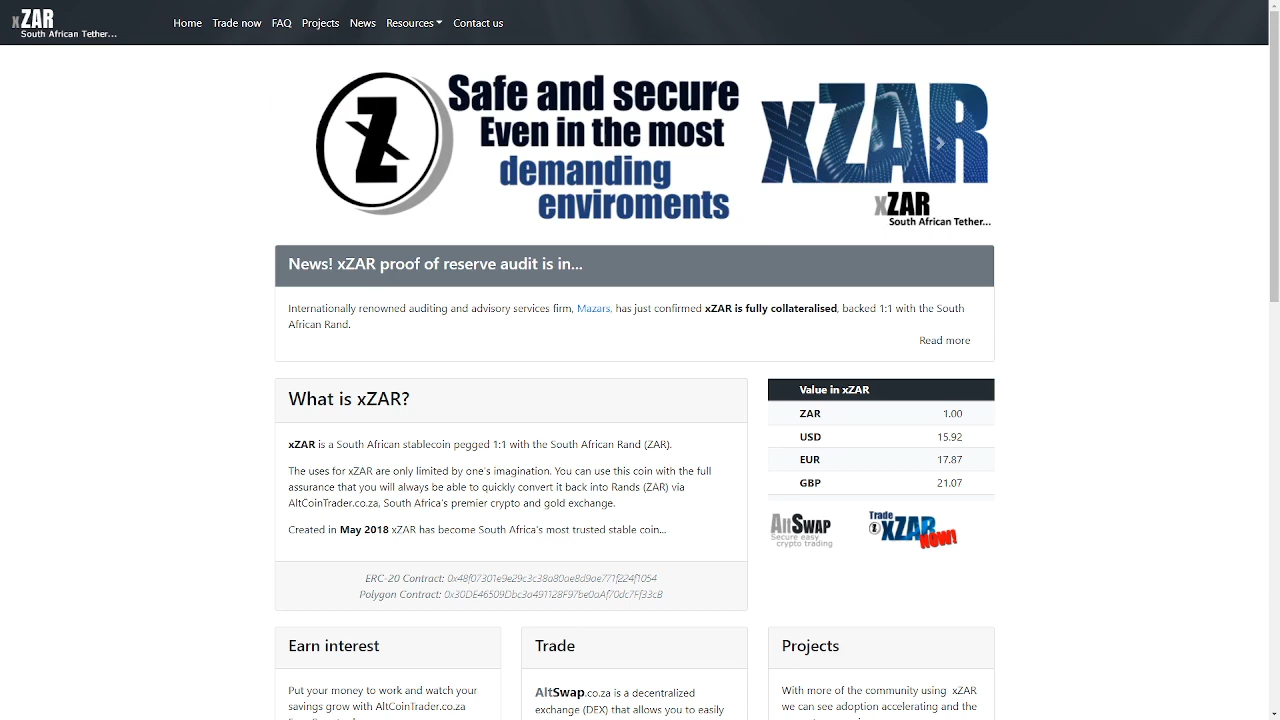 xZAR
South African Tether...
Home Trade now FAQ Projects News Resources Contact us
Safe and secure
Even in the most
demanding
enviroments
xZAR
xZAR
South African Tether...
News! xZAR proof of reserve audit is in...
Internationally renowned auditing and advisory services firm, Mazars, has just confirmed xZAR is fully collateralised, backed 1:1 with the South
African Rand.
Read more
What is xZAR?
xZAR is a South African stablecoin pegged 1:1 with the South African Rand (ZAR).
The uses for xZAR are only limited by one's imagination. You can use this coin with the full
assurance that you will always be able to quickly convert it back into Rands (ZAR) via
AltCoinTrader.co.za, South Africa's premier crypto and gold exchange.
Created in May 2018 xZAR has become South Africa's most trusted stable coin...
ERC-20 Contract: 0x48f07301e9e29c3c38a80ae8d9ae771f224f1054
Polygon Contract: 0x30DE46509Dbc3a491128F97be0aAf70dc7Ff33cB
Value in xZAR
ZAR 1.00
USD 15.92
EUR 17.87
GBP 21.07
AltSwap
Secure easy
crypto trading
Trade
xZAR
NOW!
Earn interest
Put your money to work and watch your
savings grow with AltCoinTrader.co.za
Trade
AltSwap.co.za is a decentralized
exchange (DEX) that allows you to easily
Projects
With more of the community using xZAR
we can see adoption accelerating and the